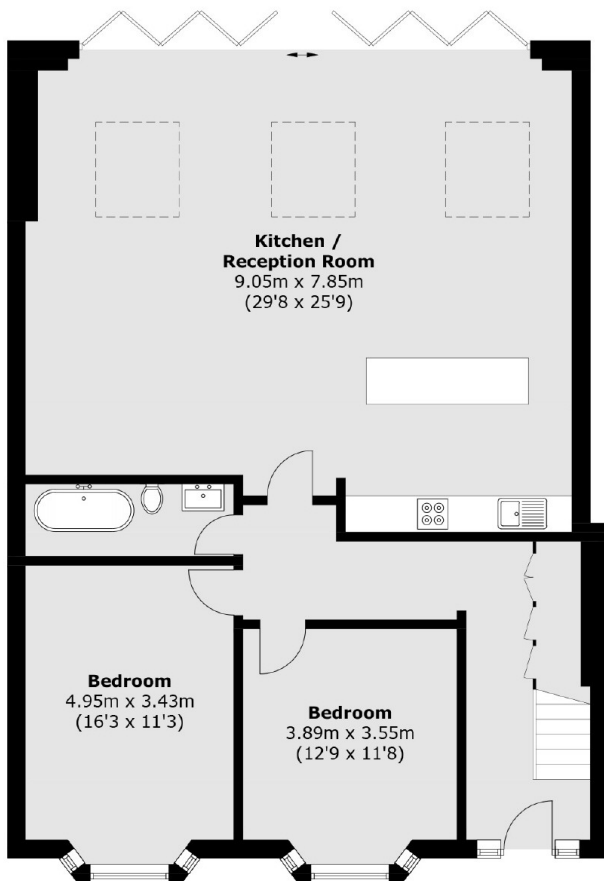 Kitchen /
Reception Room
9.05m x 7.85m
(29'8 x 25'9)
Bedroom
4.95m x 3.43m
(16'3 x 11'3)
Bedroom
3.89m x 3.55m
(12'9 x 11'8)